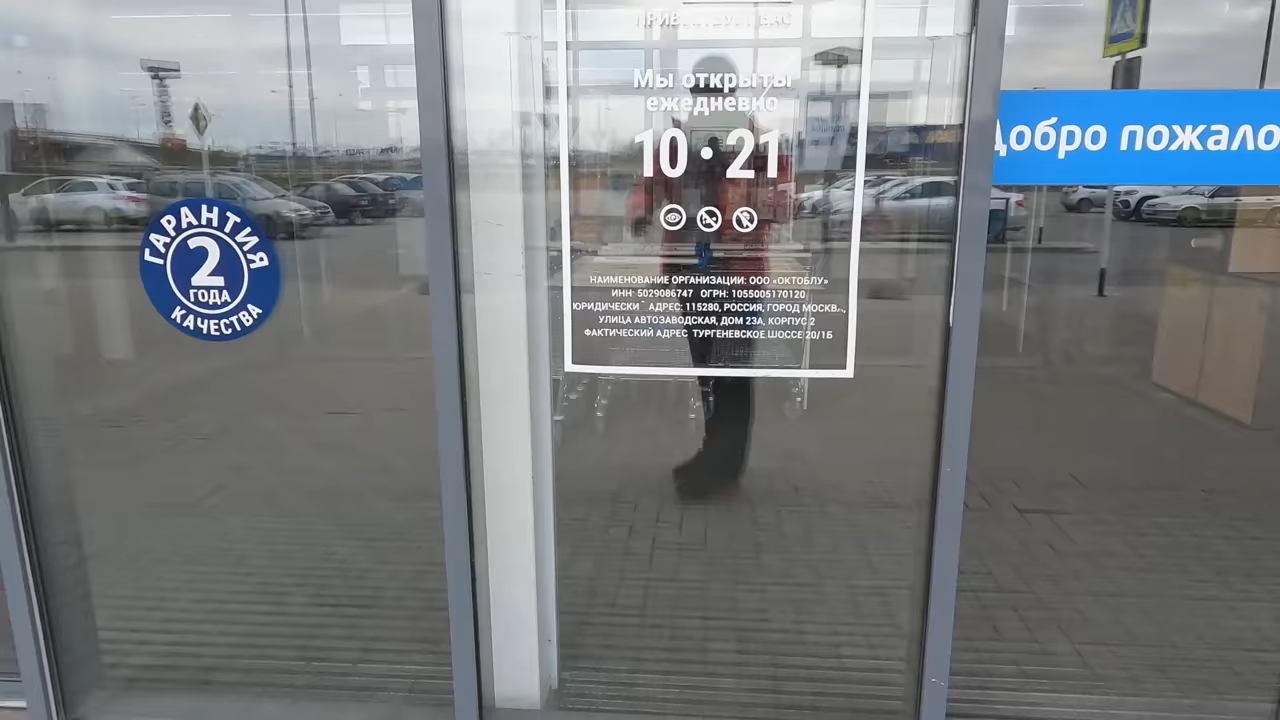 ГАРАНТИЯ
2
ГОДА
КАЧЕСТВА
Мы открыты
ежедневно
10 • 21
НАИМЕНОВАНИЕ ОРГАНИЗАЦИИ: ООО «ОКТОБЛУ»
ИНН 5029086747 ОГРН: 1055005170120
ЮРИДИЧЕСКИ АДРЕС: 115280, РОССИЯ, ГОРОД МОСКВА,
УЛИЦА АВТОЗАВОДСКАЯ, ДОМ 23А, КОРПУС 2
ФАКТИЧЕСКИЙ АДРЕС ТУРГЕНЕВСКОЕ ШОССЕ 20/1Б
Добро пожало